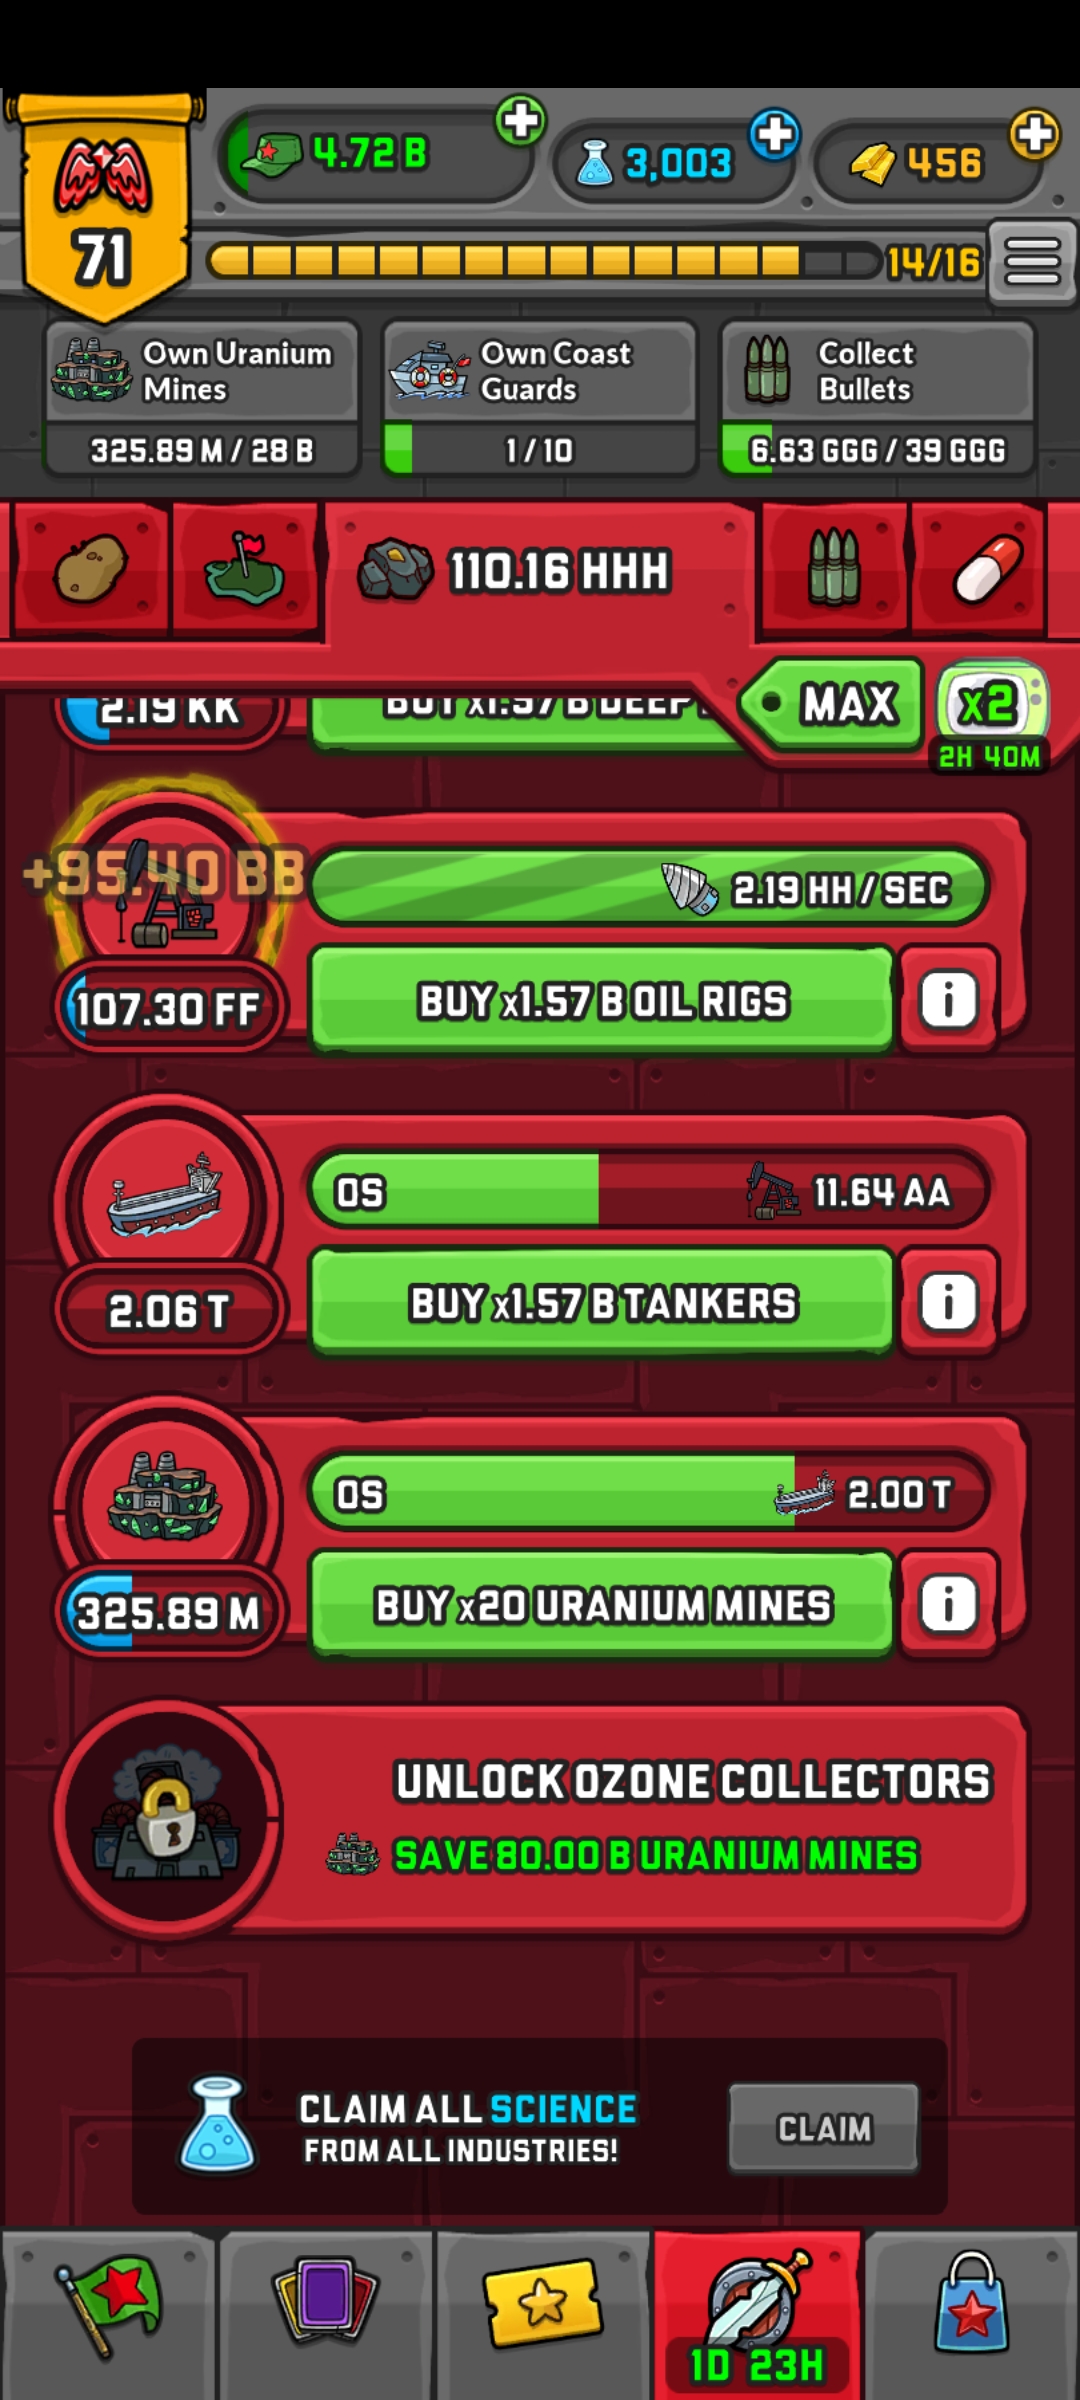 4.72 B
3,003
456
71
14/16
Own Uranium
Mines
325.89 M / 28 B
Own Coast
Guards
1 / 10
Collect
Bullets
6.63 GGG / 39 GGG
110.16 HHH
MAX
x2
2H 40M
2.19 KK
BUY x1.57 B DEEP
+95.40 BB
2.19 HH / SEC
107.30 FF
BUY x1.57 B OIL RIGS
i
0S
11.64 AA
2.06 T
BUY x1.57 B TANKERS
i
0S
2.00 T
325.89 M
BUY x20 URANIUM MINES
i
UNLOCK OZONE COLLECTORS
SAVE 80.00 B URANIUM MINES
CLAIM ALL SCIENCE
FROM ALL INDUSTRIES!
CLAIM
1D 23H